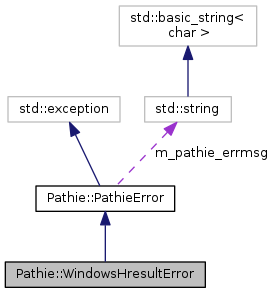 std::basic_string<
char >
std::exception
std::string
m_pathie_errmsg
Pathie::PathieError
Pathie::WindowsHresultError